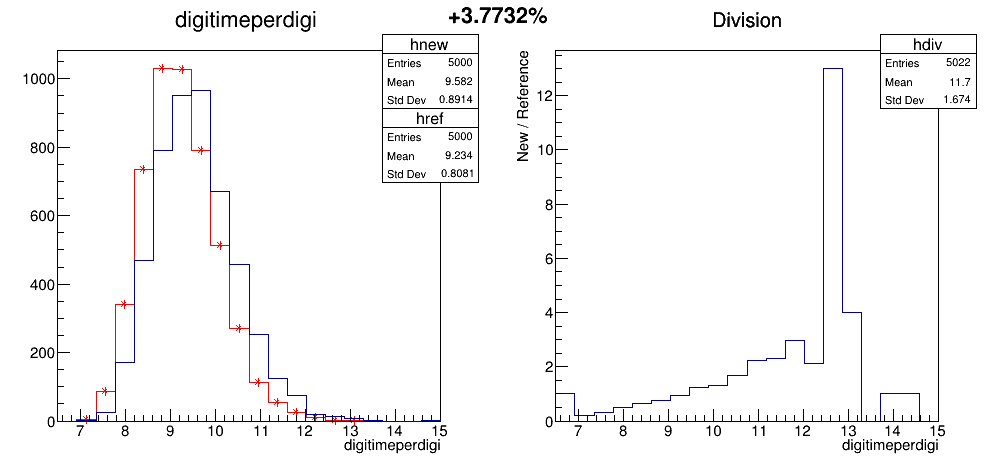 +3.7732%
digitimeperdigi
hnew
Entries 5000
Mean 9.582
Std Dev 0.8914
href
Entries 5000
Mean 9.234
Std Dev 0.8081
1000
800
600
400
200
0
7 8 9 10 11 12 13 14 15
digitimeperdigi
Division
hdiv
Entries 5022
Mean 11.7
Std Dev 1.674
New / Reference
12
10
8
6
4
2
0
7 8 9 10 11 12 13 14 15
digitimeperdigi